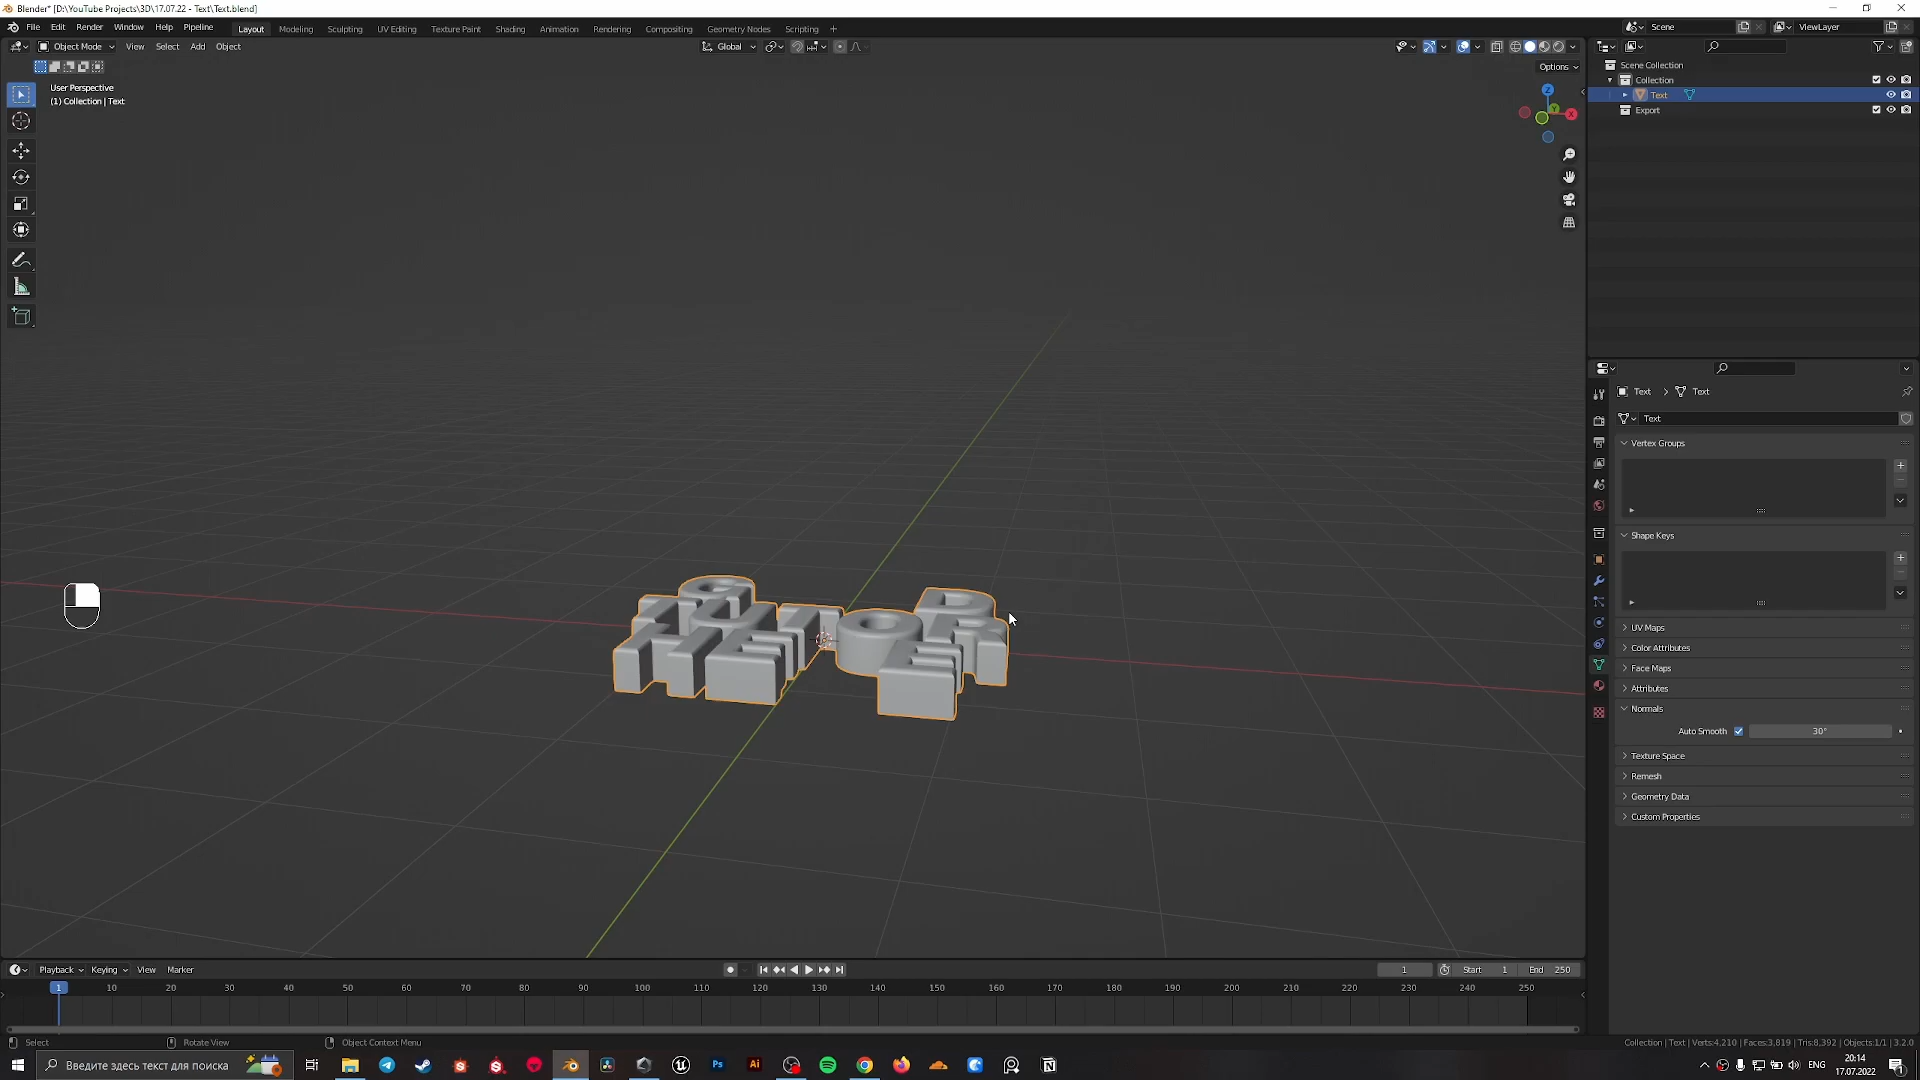 Blender* [D:\YouTube Projects\3D\17.07.22 - Text\Text.blend]
File Edit Render Window Help Pipeline Layout Modeling Sculpting UV Editing Texture Paint Shading Animation Rendering Compositing Geometry Nodes Scripting + Scene ViewLayer
Object Mode View Select Add Object Global
Options
User Perspective
(1) Collection | Text
Z
Y
X
Scene Collection
Collection
Text
Export
Text > Text
Text
Vertex Groups
Shape Keys
UV Maps
Color Attributes
Face Maps
Attributes
Normals
Auto Smooth 30°
Texture Space
Remesh
Geometry Data
Custom Properties
Playback Keying View Marker 1 Start 1 End 250
1 10 20 30 40 50 60 70 80 90 100 110 120 130 140 150 160 170 180 190 200 210 220 230 240 250
Select Rotate View Object Context Menu Collection | Text | Verts:4,210 | Faces:3,819 | Tris:8,392 | Objects:1/1 | 3.2.0
Введите здесь текст для поиска Ps Ai ENG 20:14
17.07.2022